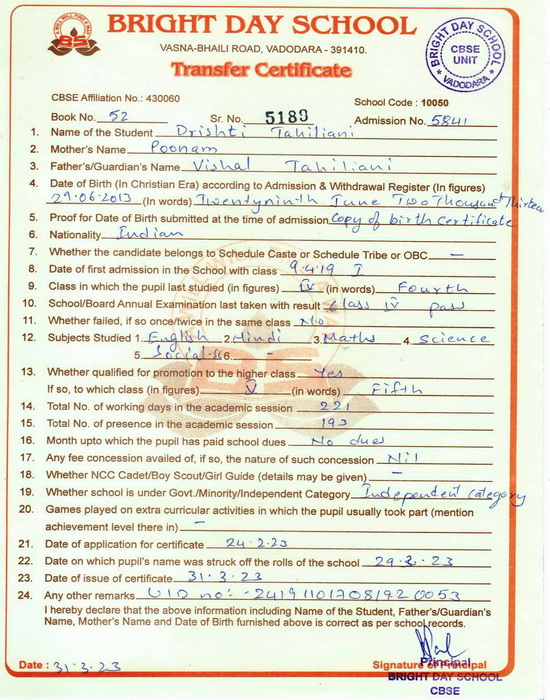 BRIGHT DAY SCHOOL
VASNA-BHAILI ROAD, VADODARA - 391410.
Transfer Certificate
BRIGHT DAY SCHOOL
CBSE
UNIT
VADODARA
BS
CBSE Affiliation No.: 430060
School Code : 10050
Book No. 52 Sr. No. 5189 Admission No. 5841
1. Name of the Student Drishti Tahiliani
2. Mother's Name Poonam
3. Father's/Guardian's Name Vishal Tahiliani
4. Date of Birth (In Christian Era) according to Admission & Withdrawal Register (In figures)
29.06.2013 (In words) Twentyninth June Two Thousand Thirteen
5. Proof for Date of Birth submitted at the time of admission Copy of birth certificate
6. Nationality Indian
7. Whether the candidate belongs to Schedule Caste or Schedule Tribe or OBC —
8. Date of first admission in the School with class 9.4.19 I
9. Class in which the pupil last studied (in figures) IV (in words) Fourth
10. School/Board Annual Examination last taken with result Class IV pass
11. Whether failed, if so once/twice in the same class No
12. Subjects Studied 1. English 2. Hindi 3. Maths 4. Science
5. Social.sc 6. -
13. Whether qualified for promotion to the higher class Yes
If so, to which class (in figures) V (in words) Fifth
14. Total No. of working days in the academic session 221
15. Total No. of presence in the academic session 193
16. Month upto which the pupil has paid school dues No dues
17. Any fee concession availed of, if so, the nature of such concession Nil
18. Whether NCC Cadet/Boy Scout/Girl Guide (details may be given) —
19. Whether school is under Govt./Minority/Independent Category Independent category
20. Games played on extra curricular activities in which the pupil usually took part (mention
achievement level there in) —
21. Date of application for certificate 24.2.23
22. Date on which pupil's name was struck off the rolls of the school 29.3.23
23. Date of issue of certificate 31.3.23
24. Any other remarks UID no:- 241911017081920053
I hereby declare that the above information including Name of the Student, Father's/Guardian's
Name, Mother's Name and Date of Birth furnished above is correct as per school records.
Date : 31.3.23 Signature of Principal
Principal
BRIGHT DAY SCHOOL
CBSE